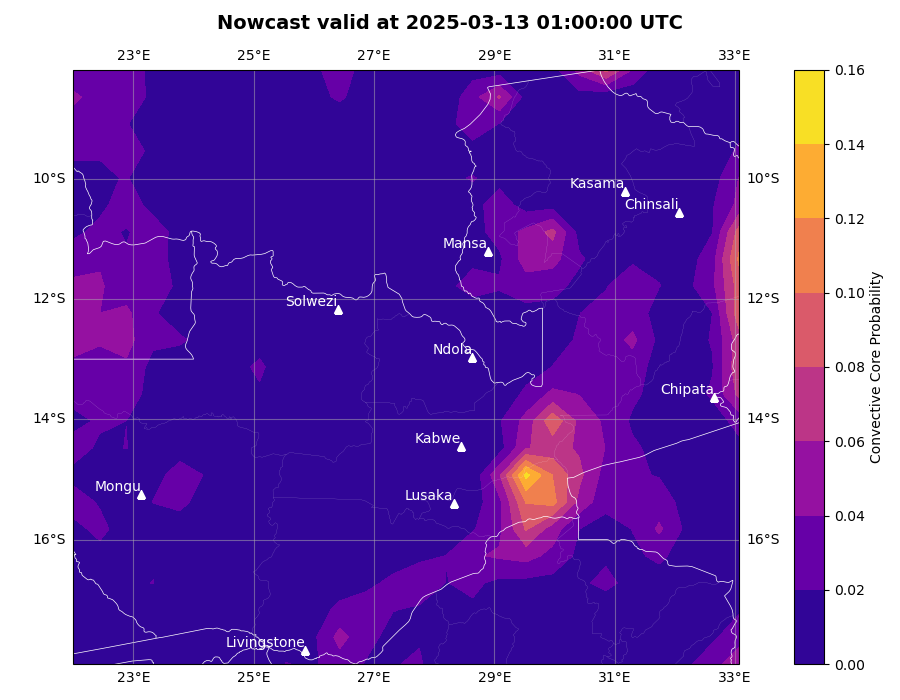 Nowcast valid at 2025-03-13 01:00:00 UTC
23°E 25°E 27°E 29°E 31°E 33°E
0.16
0.14
0.12
0.10
0.08
0.06
0.04
0.02
0.00
Convective Core Probability
10°S 10°S
12°S 12°S
14°S 14°S
16°S 16°S
Kasama
Chinsali
Mansa
Solwezi
Ndola
Chipata
Kabwe
Mongu
Lusaka
Livingstone
23°E 25°E 27°E 29°E 31°E 33°E